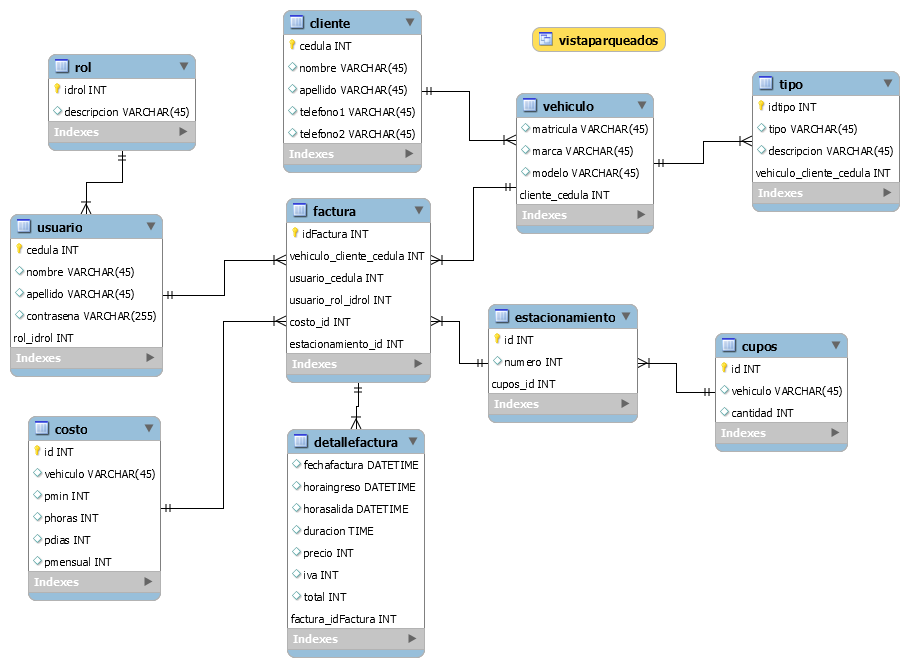 cliente
cedula INT
nombre VARCHAR(45)
apellido VARCHAR(45)
telefono1 VARCHAR(45)
telefono2 VARCHAR(45)
Indexes
vistaparqueados
rol
idrol INT
descripcion VARCHAR(45)
Indexes
vehiculo
matricula VARCHAR(45)
marca VARCHAR(45)
modelo VARCHAR(45)
cliente_cedula INT
Indexes
tipo
idtipo INT
tipo VARCHAR(45)
descripcion VARCHAR(45)
vehiculo_cliente_cedula INT
Indexes
usuario
cedula INT
nombre VARCHAR(45)
apellido VARCHAR(45)
contrasena VARCHAR(255)
rol_idrol INT
Indexes
factura
idFactura INT
vehiculo_cliente_cedula INT
usuario_cedula INT
usuario_rol_idrol INT
costo_id INT
estacionamiento_id INT
Indexes
estacionamiento
id INT
numero INT
cupos_id INT
Indexes
cupos
id INT
vehiculo VARCHAR(45)
cantidad INT
Indexes
costo
id INT
vehiculo VARCHAR(45)
pmin INT
phoras INT
pdias INT
pmensual INT
Indexes
detallefactura
fechafactura DATETIME
horaingreso DATETIME
horasalida DATETIME
duracion TIME
precio INT
iva INT
total INT
factura_idFactura INT
Indexes